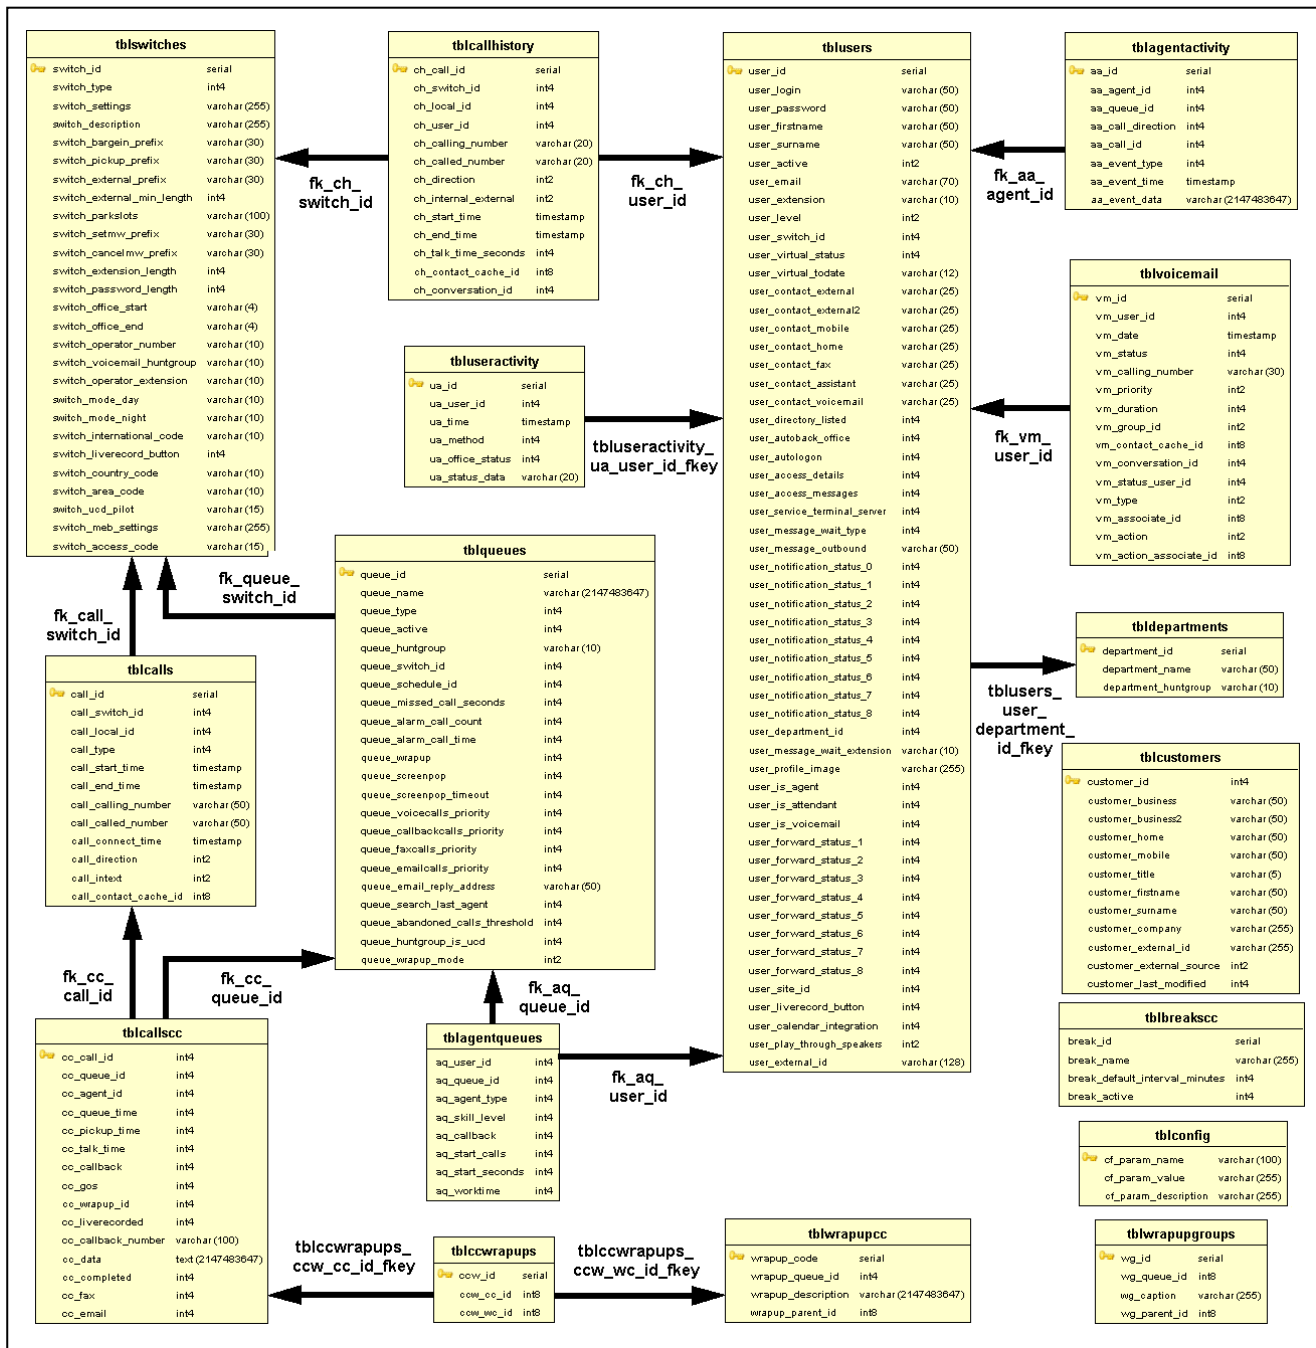 tblswitches
switch_id serial
switch_type int4
switch_settings varchar(255)
switch_description varchar(255)
switch_bargein_prefix varchar(30)
switch_pickup_prefix varchar(30)
switch_external_prefix varchar(30)
switch_external_min_length int4
switch_parkslots varchar(100)
switch_setmw_prefix varchar(30)
switch_cancelmw_prefix varchar(30)
switch_extension_length int4
switch_password_length int4
switch_office_start varchar(4)
switch_office_end varchar(4)
switch_operator_number varchar(10)
switch_voicemail_huntgroup varchar(10)
switch_operator_extension varchar(10)
switch_mode_day varchar(10)
switch_mode_night varchar(10)
switch_international_code varchar(10)
switch_liverecord_button int4
switch_country_code varchar(10)
switch_area_code varchar(10)
switch_ucd_pilot varchar(15)
switch_meb_settings varchar(255)
switch_access_code varchar(15)
fk_ch_
switch_id
tblcallhistory
ch_call_id serial
ch_switch_id int4
ch_local_id int4
ch_user_id int4
ch_calling_number varchar(20)
ch_called_number varchar(20)
ch_direction int2
ch_internal_external int2
ch_start_time timestamp
ch_end_time timestamp
ch_talk_time_seconds int4
ch_contact_cache_id int8
ch_conversation_id int4
fk_ch_
user_id
tblusers
user_id serial
user_login varchar(50)
user_password varchar(50)
user_firstname varchar(50)
user_surname varchar(50)
user_active int2
user_email varchar(70)
user_extension varchar(10)
user_level int2
user_switch_id int4
user_virtual_status int4
user_virtual_todate varchar(12)
user_contact_external varchar(25)
user_contact_external2 varchar(25)
user_contact_mobile varchar(25)
user_contact_home varchar(25)
user_contact_fax varchar(25)
user_contact_assistant varchar(25)
user_contact_voicemail varchar(25)
user_directory_listed int4
user_autoback_office int4
user_autologon int4
user_access_details int4
user_access_messages int4
user_service_terminal_server int4
user_message_wait_type int4
user_message_outbound varchar(50)
user_notification_status_0 int4
user_notification_status_1 int4
user_notification_status_2 int4
user_notification_status_3 int4
user_notification_status_4 int4
user_notification_status_5 int4
user_notification_status_6 int4
user_notification_status_7 int4
user_notification_status_8 int4
user_department_id int4
user_message_wait_extension varchar(10)
user_profile_image varchar(255)
user_is_agent int4
user_is_attendant int4
user_is_voicemail int4
user_forward_status_1 int4
user_forward_status_2 int4
user_forward_status_3 int4
user_forward_status_4 int4
user_forward_status_5 int4
user_forward_status_6 int4
user_forward_status_7 int4
user_forward_status_8 int4
user_site_id int4
user_liverecord_button int4
user_calendar_integration int4
user_play_through_speakers int2
user_external_id varchar(128)
fk_aa_
agent_id
tblagentactivity
aa_id serial
aa_agent_id int4
aa_queue_id int4
aa_call_direction int4
aa_call_id int4
aa_event_type int4
aa_event_time timestamp
aa_event_data varchar(2147483647)
tbluseractivity
ua_id serial
ua_user_id int4
ua_time timestamp
ua_method int4
ua_office_status int4
ua_status_data varchar(20)
tbluseractivity_
ua_user_id_fkey
fk_vm_
user_id
tblvoicemail
vm_id serial
vm_user_id int4
vm_date timestamp
vm_status int4
vm_calling_number varchar(30)
vm_priority int2
vm_duration int4
vm_group_id int2
vm_contact_cache_id int8
vm_conversation_id int4
vm_status_user_id int4
vm_type int2
vm_associate_id int8
vm_action int2
vm_action_associate_id int8
fk_call_
switch_id
fk_queue_
switch_id
tblqueues
queue_id serial
queue_name varchar(2147483647)
queue_type int4
queue_active int4
queue_huntgroup varchar(10)
queue_switch_id int4
queue_schedule_id int4
queue_missed_call_seconds int4
queue_alarm_call_count int4
queue_alarm_call_time int4
queue_wrapup int4
queue_screenpop int4
queue_screenpop_timeout int4
queue_voicecalls_priority int4
queue_callbackcalls_priority int4
queue_faxcalls_priority int4
queue_emailcalls_priority int4
queue_email_reply_address varchar(50)
queue_search_last_agent int4
queue_abandoned_calls_threshold int4
queue_huntgroup_is_ucd int4
queue_wrapup_mode int2
tblcalls
call_id serial
call_switch_id int4
call_local_id int4
call_type int4
call_start_time timestamp
call_end_time timestamp
call_calling_number varchar(50)
call_called_number varchar(50)
call_connect_time timestamp
call_direction int2
call_intext int2
call_contact_cache_id int8
tbldepartments
department_id serial
department_name varchar(50)
department_huntgroup varchar(10)
tblusers_
user_
department_
id_fkey
tblcustomers
customer_id int4
customer_business varchar(50)
customer_business2 varchar(50)
customer_home varchar(50)
customer_mobile varchar(50)
customer_title varchar(5)
customer_firstname varchar(50)
customer_surname varchar(50)
customer_company varchar(255)
customer_external_id varchar(255)
customer_external_source int2
customer_last_modified int4
fk_cc_
call_id
fk_cc_
queue_id
fk_aq_
queue_id
tblcallscc
cc_call_id int4
cc_queue_id int4
cc_agent_id int4
cc_queue_time int4
cc_pickup_time int4
cc_talk_time int4
cc_callback int4
cc_gos int4
cc_wrapup_id int4
cc_liverecorded int4
cc_callback_number varchar(100)
cc_data text(2147483647)
cc_completed int4
cc_fax int4
cc_email int4
tblagentqueues
aq_user_id int4
aq_queue_id int4
aq_agent_type int4
aq_skill_level int4
aq_callback int4
aq_start_calls int4
aq_start_seconds int4
aq_worktime int4
fk_aq_
user_id
tblbreakscc
break_id serial
break_name varchar(255)
break_default_interval_minutes int4
break_active int4
tblconfig
cf_param_name varchar(100)
cf_param_value varchar(255)
cf_param_description varchar(255)
tblccwrapups_
ccw_cc_id_fkey
tblccwrapups
ccw_id serial
ccw_cc_id int8
ccw_wc_id int8
tblccwrapups_
ccw_wc_id_fkey
tblwrapupcc
wrapup_code serial
wrapup_queue_id int4
wrapup_description varchar(2147483647)
wrapup_parent_id int8
tblwrapupgroups
wg_id serial
wg_queue_id int8
wg_caption varchar(255)
wg_parent_id int8